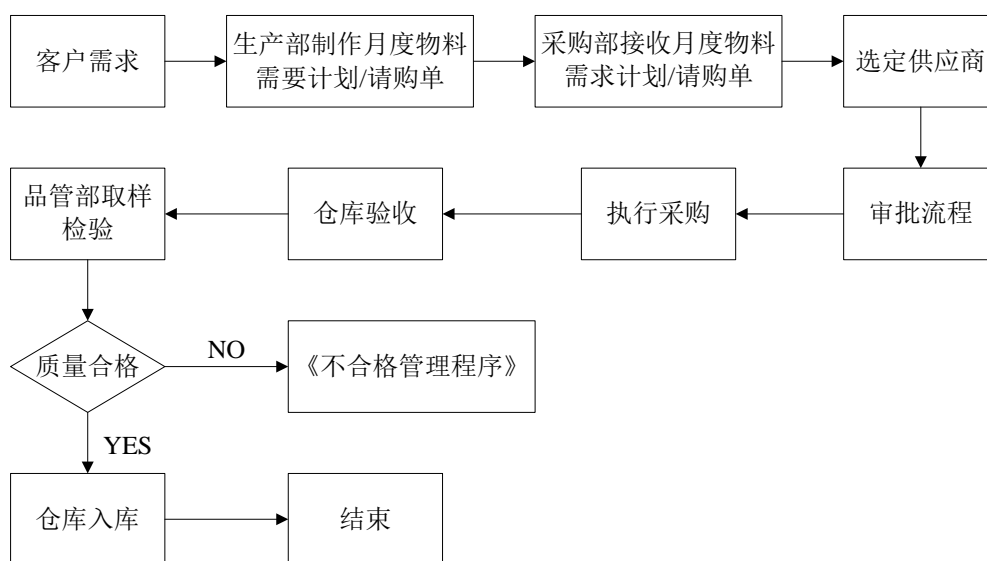 客户需求
生产部制作月度物料
需要计划/请购单
采购部接收月度物料
需求计划/请购单
选定供应商
品管部取样
检验
仓库验收
执行采购
审批流程
质量合格
NO
《不合格管理程序》
YES
仓库入库
结束